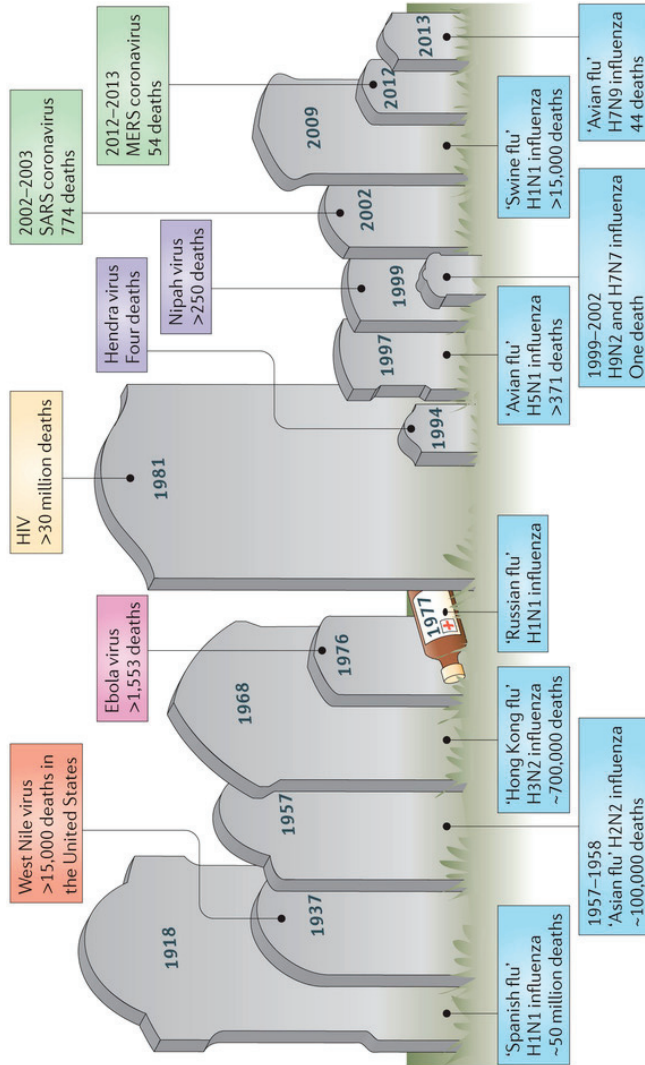 West Nile virus
>15,000 deaths in
the United States
Ebola virus
>1,553 deaths
HIV
>30 million deaths
Hendra virus
Four deaths
Nipah virus
>250 deaths
2002–2003
SARS coronavirus
774 deaths
2012–2013
MERS coronavirus
54 deaths
1918
1937
1957
1968
1976
1977
1981
1994
1997
1999
2002
2009
2012
2013
‘Spanish flu’
H1N1 influenza
~50 million deaths
1957–1958
‘Asian flu’ H2N2 influenza
~100,000 deaths
‘Hong Kong flu’
H3N2 influenza
~700,000 deaths
‘Russian flu’
H1N1 influenza
‘Avian flu’
H5N1 influenza
>371 deaths
1999–2002
H9N2 and H7N7 influenza
One death
‘Swine flu’
H1N1 influenza
>15,000 deaths
‘Avian flu’
H7N9 influenza
44 deaths